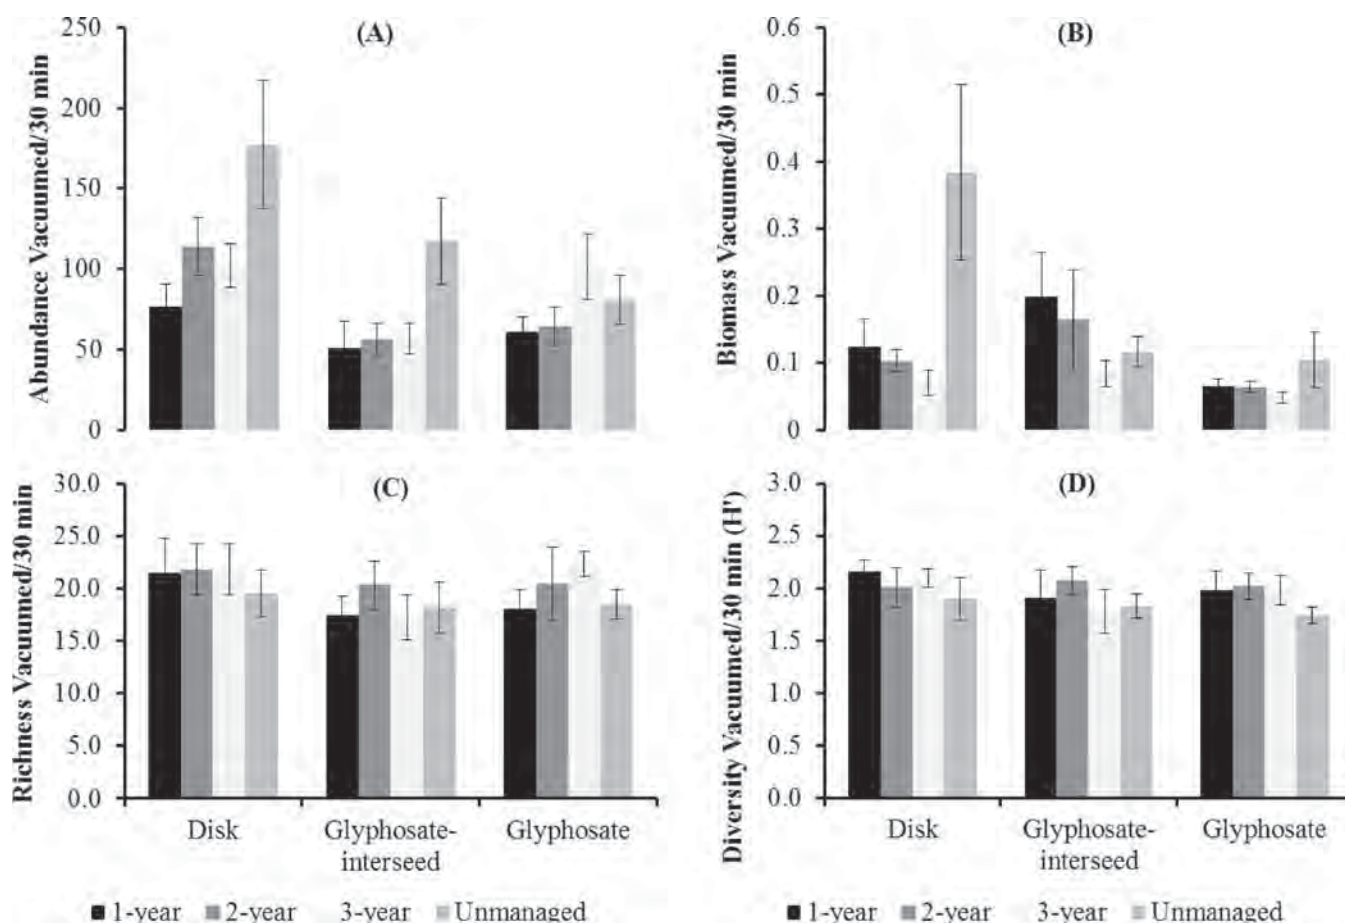 (A)
Abundance Vacuumed/30 min
250
200
150
100
50
0
(B)
Biomass Vacuumed/30 min
0.6
0.5
0.4
0.3
0.2
0.1
0
(C)
Richness Vacuumed/30 min
30.0
25.0
20.0
15.0
10.0
5.0
0.0
Disk Glyphosate- Glyphosate
interseed
1-year 2-year 3-year Unmanaged
(D)
Diversity Vacuumed/30 min (H')
3.0
2.5
2.0
1.5
1.0
0.5
0.0
Disk Glyphosate- Glyphosate
interseed
1-year 2-year 3-year Unmanaged